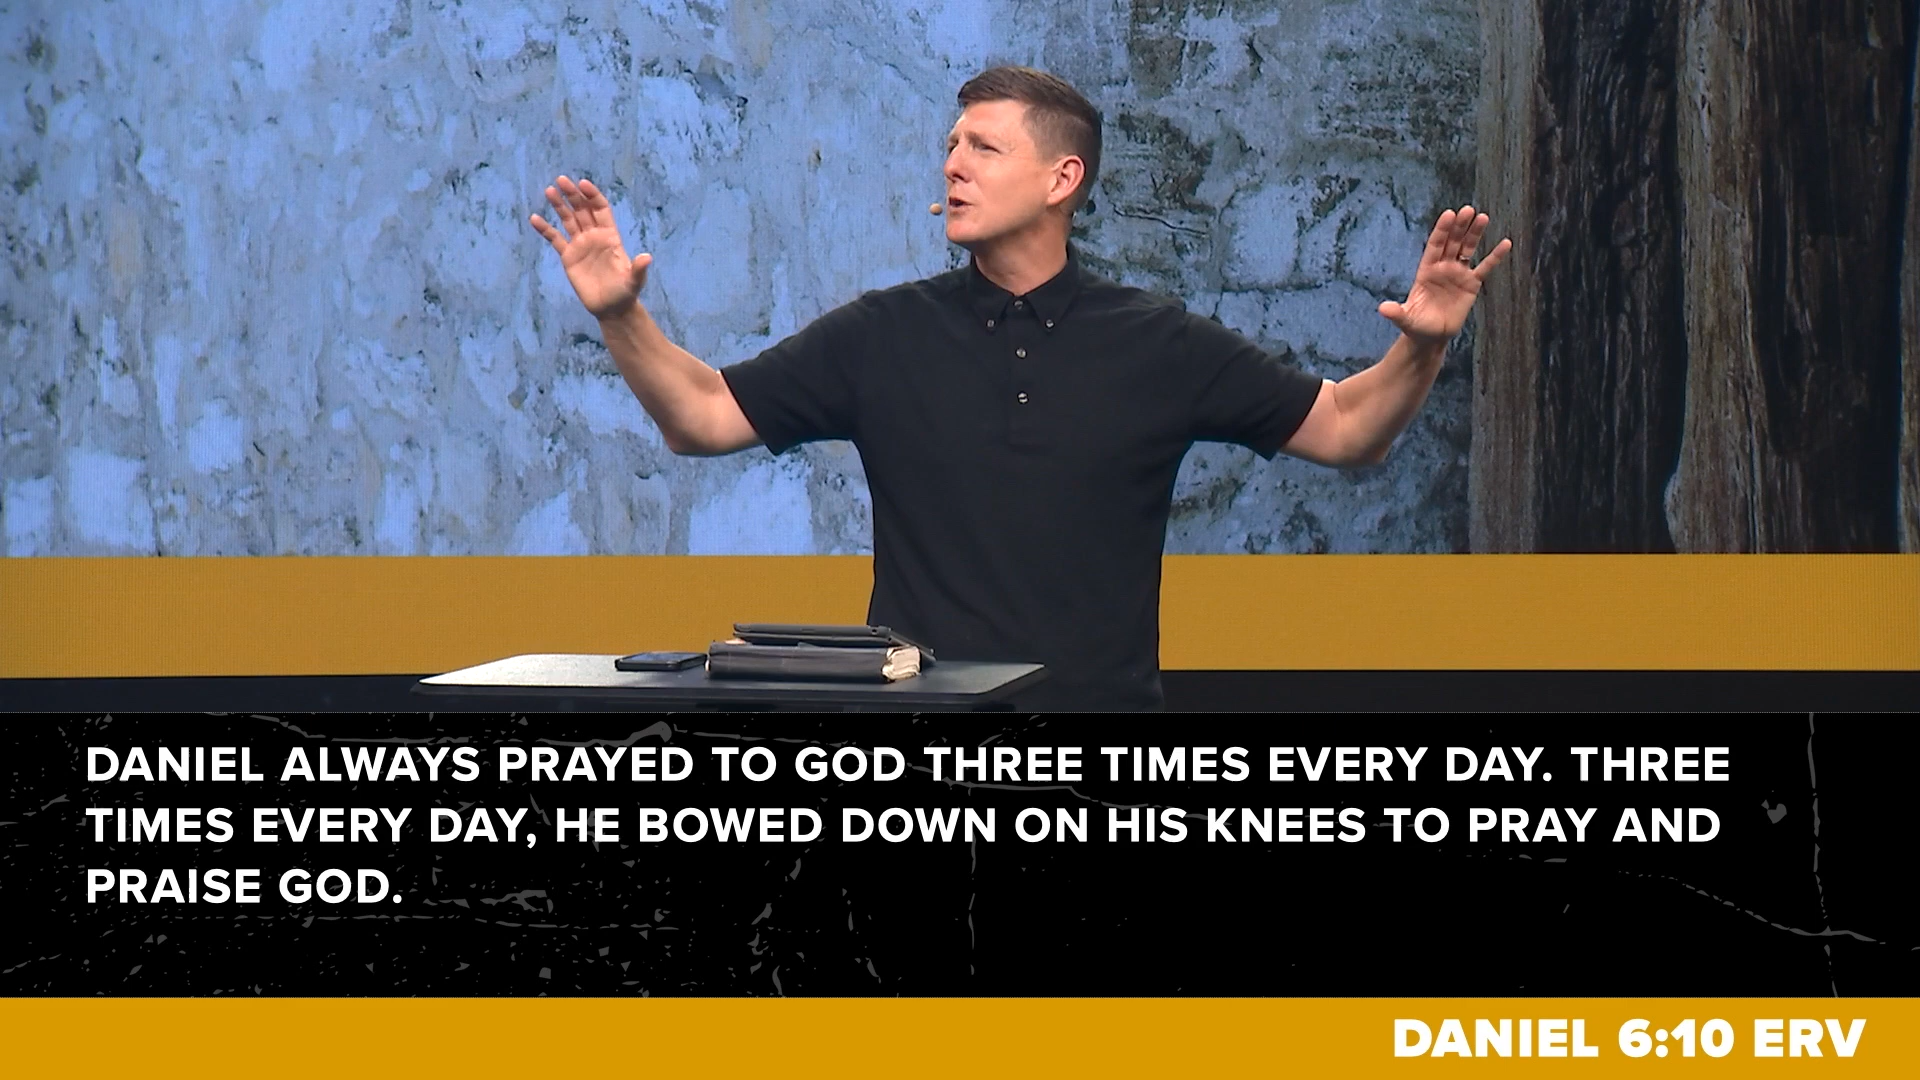 DANIEL ALWAYS PRAYED TO GOD THREE TIMES EVERY DAY. THREE
TIMES EVERY DAY, HE BOWED DOWN ON HIS KNEES TO PRAY AND
PRAISE GOD.
DANIEL 6:10 ERV